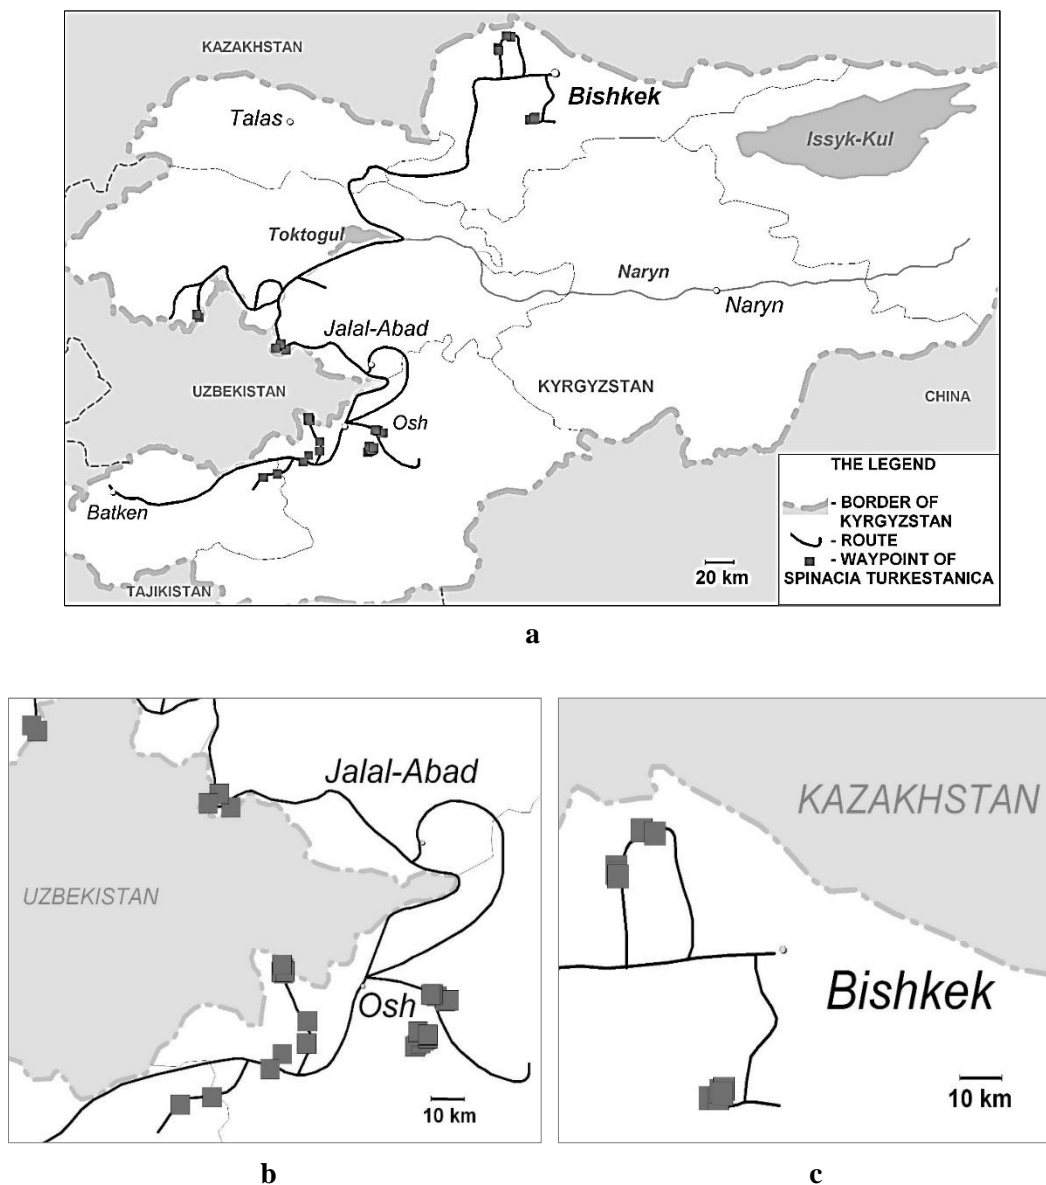 KAZAKHSTAN
Bishkek
Talas
Issyk-Kul
Toktogul
Naryn
Naryn
Jalal-Abad
UZBEKISTAN
KYRGYZSTAN
CHINA
Osh
Batken
TAJIKISTAN
20 km
THE LEGEND
- BORDER OF
KYRGYZSTAN
- ROUTE
- WAYPOINT OF
SPINACIA TURKESTANICA
a
Jalal-Abad
UZBEKISTAN
Osh
10 km
b
KAZAKHSTAN
Bishkek
10 km
c